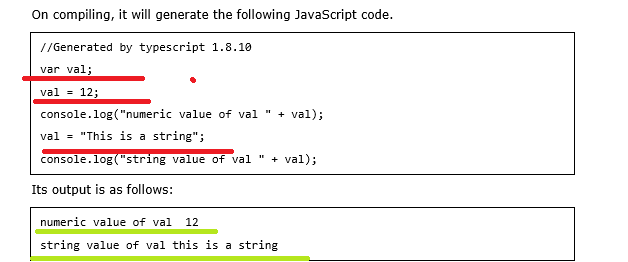 On compiling, it will generate the following JavaScript code.
//Generated by typescript 1.8.10
var val;
val = 12;
console.log("numeric value of val " + val);
val = "This is a string";
console.log("string value of val " + val);
Its output is as follows:
numeric value of val  12
string value of val this is a string